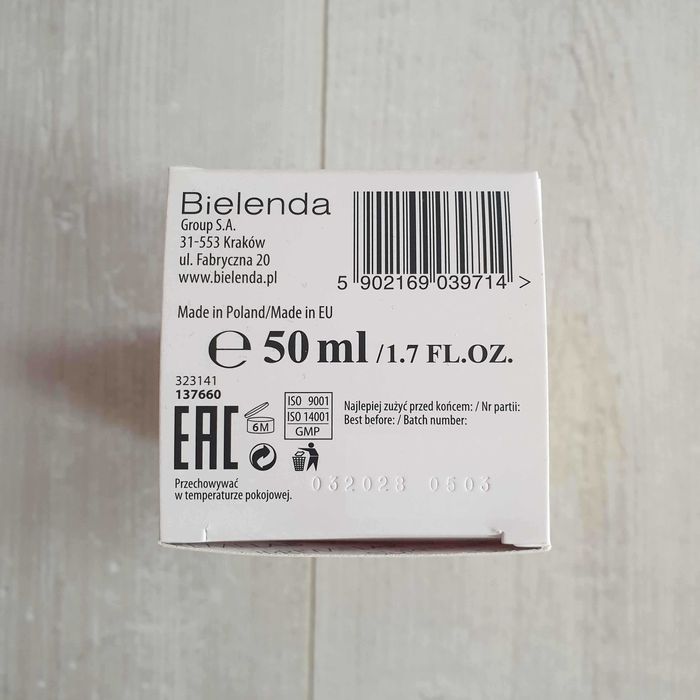 Bielenda
Group S.A.
31-553 Kraków
ul. Fabryczna 20
www.bielenda.pl
5 902169 039714 >
Made in Poland/Made in EU
℮ 50 ml /1.7 FL.OZ.
323141
137660
EAC
6M
ISO 9001
ISO 14001
GMP
Najlepiej zużyć przed końcem: / Nr partii:
Best before: / Batch number:
Przechowywać
w temperaturze pokojowej.
032028 0503